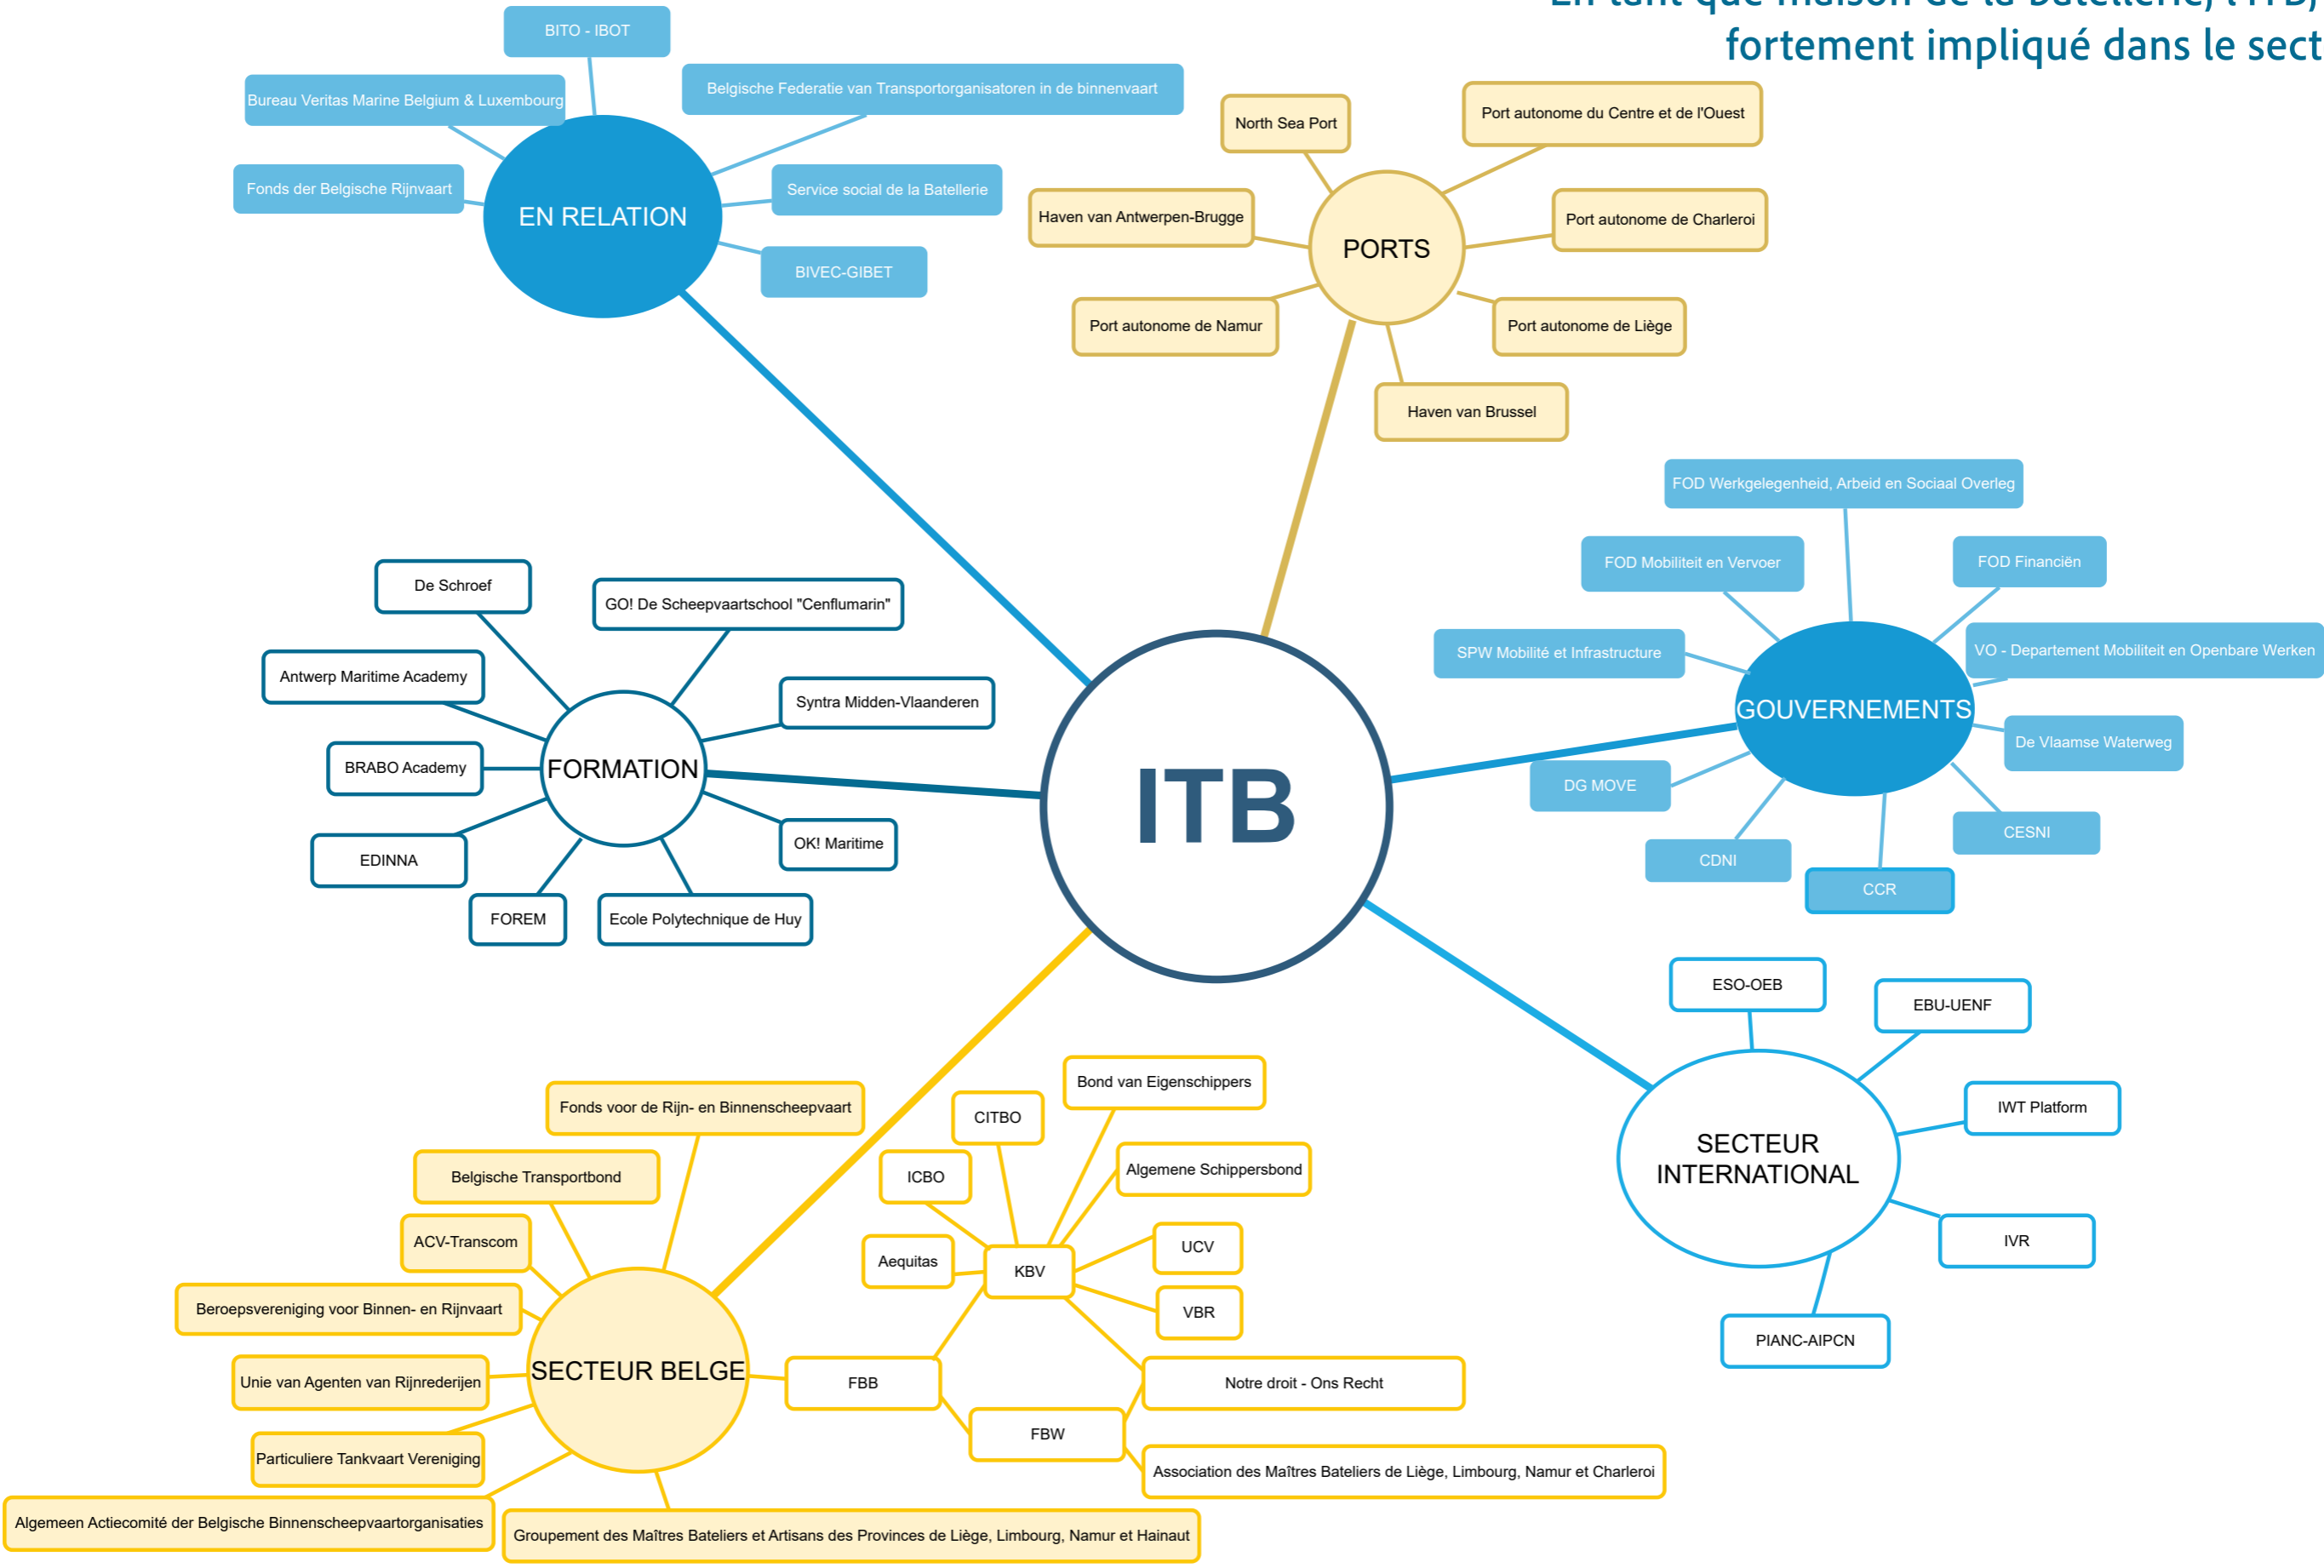 En tant que maison de la batellerie, l'ITB,
fortement impliqué dans le sect
BITO - IBOT
Bureau Veritas Marine Belgium & Luxembourg
Belgische Federatie van Transportorganisatoren in de binnenvaart
Fonds der Belgische Rijnvaart
Service social de la Batellerie
EN RELATION
BIVEC-GIBET
North Sea Port
Port autonome du Centre et de l'Ouest
Haven van Antwerpen-Brugge
Port autonome de Charleroi
PORTS
Port autonome de Namur
Port autonome de Liège
Haven van Brussel
FOD Werkgelegenheid, Arbeid en Sociaal Overleg
FOD Mobiliteit en Vervoer
FOD Financiën
SPW Mobilité et Infrastructure
VO - Departement Mobiliteit en Openbare Werken
GOUVERNEMENTS
De Vlaamse Waterweg
DG MOVE
CESNI
CDNI
CCR
De Schroef
GO! De Scheepvaartschool "Cenflumarin"
Antwerp Maritime Academy
Syntra Midden-Vlaanderen
BRABO Academy
FORMATION
OK! Maritime
EDINNA
FOREM
Ecole Polytechnique de Huy
ITB
ESO-OEB
EBU-UENF
IWT Platform
SECTEUR
INTERNATIONAL
IVR
PIANC-AIPCN
Fonds voor de Rijn- en Binnenscheepvaart
Belgische Transportbond
ACV-Transcom
Beroepsvereniging voor Binnen- en Rijnvaart
Unie van Agenten van Rijnrederijen
SECTEUR BELGE
Particuliere Tankvaart Vereniging
Algemeen Actiecomité der Belgische Binnenscheepvaartorganisaties
Groupement des Maîtres Bateliers et Artisans des Provinces de Liège, Limbourg, Namur et Hainaut
Bond van Eigenschippers
CITBO
Algemene Schippersbond
ICBO
UCV
Aequitas
KBV
VBR
FBB
Notre droit - Ons Recht
FBW
Association des Maîtres Bateliers de Liège, Limbourg, Namur et Charleroi